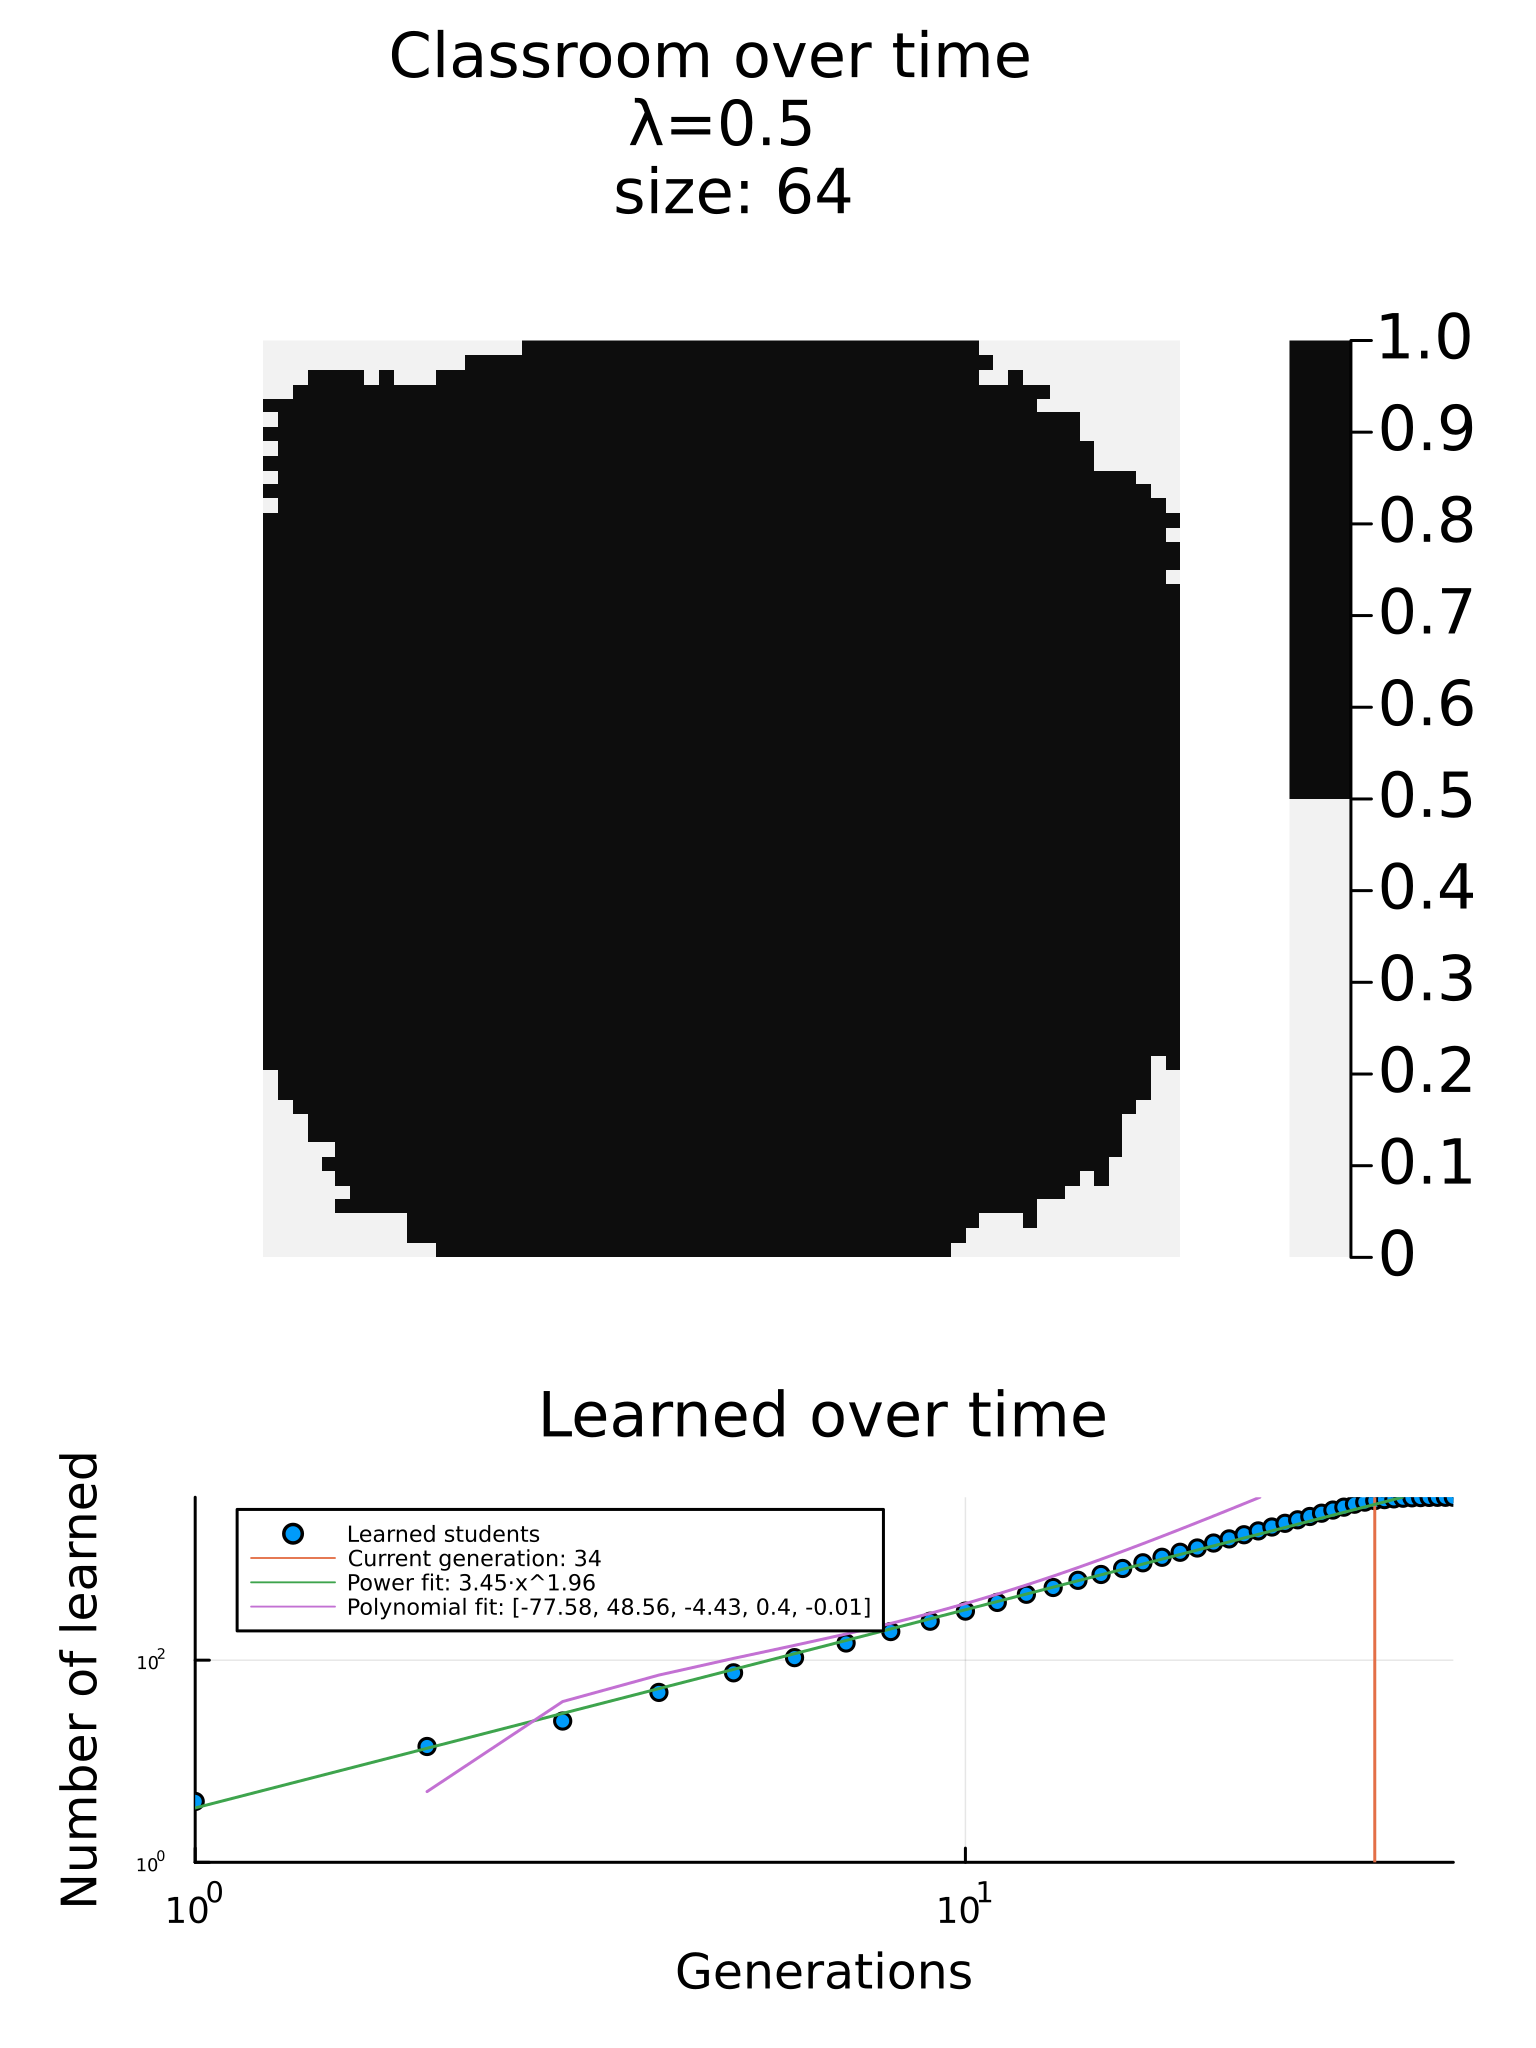 Classroom over time
λ=0.5
size: 64
1.0
0.9
0.8
0.7
0.6
0.5
0.4
0.3
0.2
0.1
0
Learned over time
Number of learned
Learned students
Current generation: 34
Power fit: 3.45·x^1.96
Polynomial fit: [-77.58, 48.56, -4.43, 0.4, -0.01]
10²
10⁰
10⁰
10¹
Generations